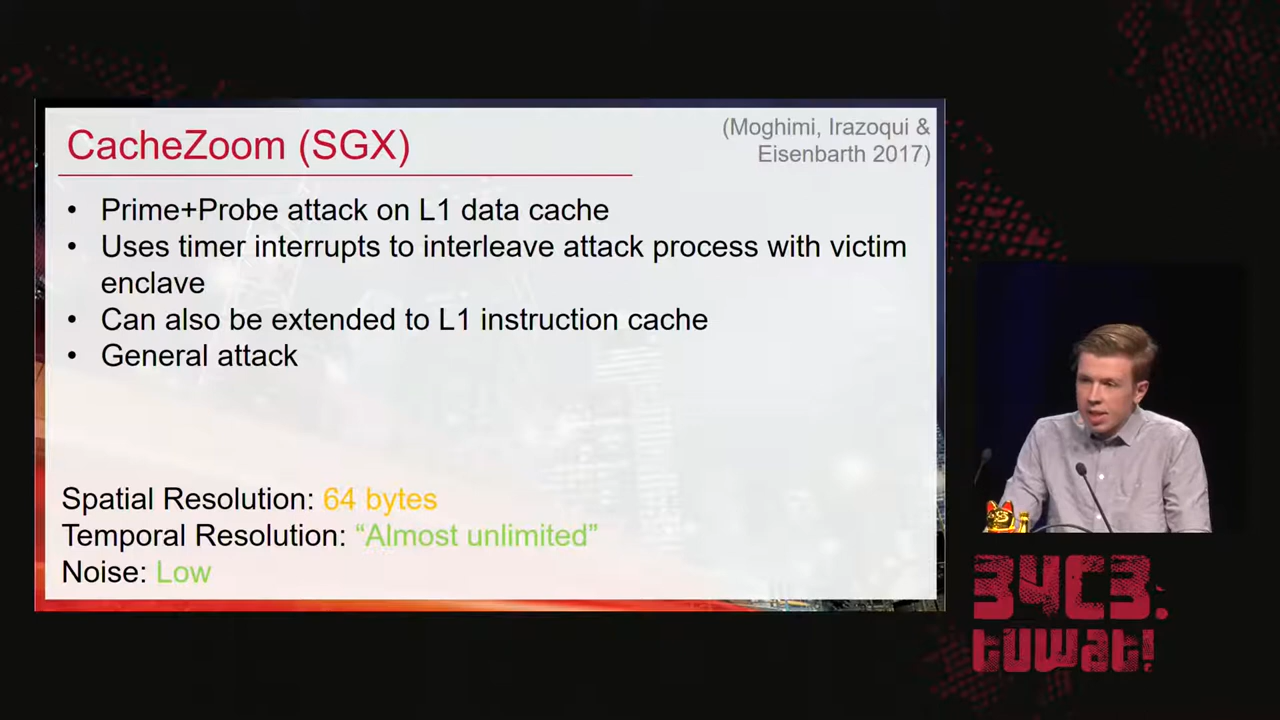 CacheZoom (SGX)
(Moghimi, Irazoqui &
Eisenbarth 2017)
• Prime+Probe attack on L1 data cache
• Uses timer interrupts to interleave attack process with victim
enclave
• Can also be extended to L1 instruction cache
• General attack
Spatial Resolution: 64 bytes
Temporal Resolution: “Almost unlimited”
Noise: Low
34C3.
tuwat!